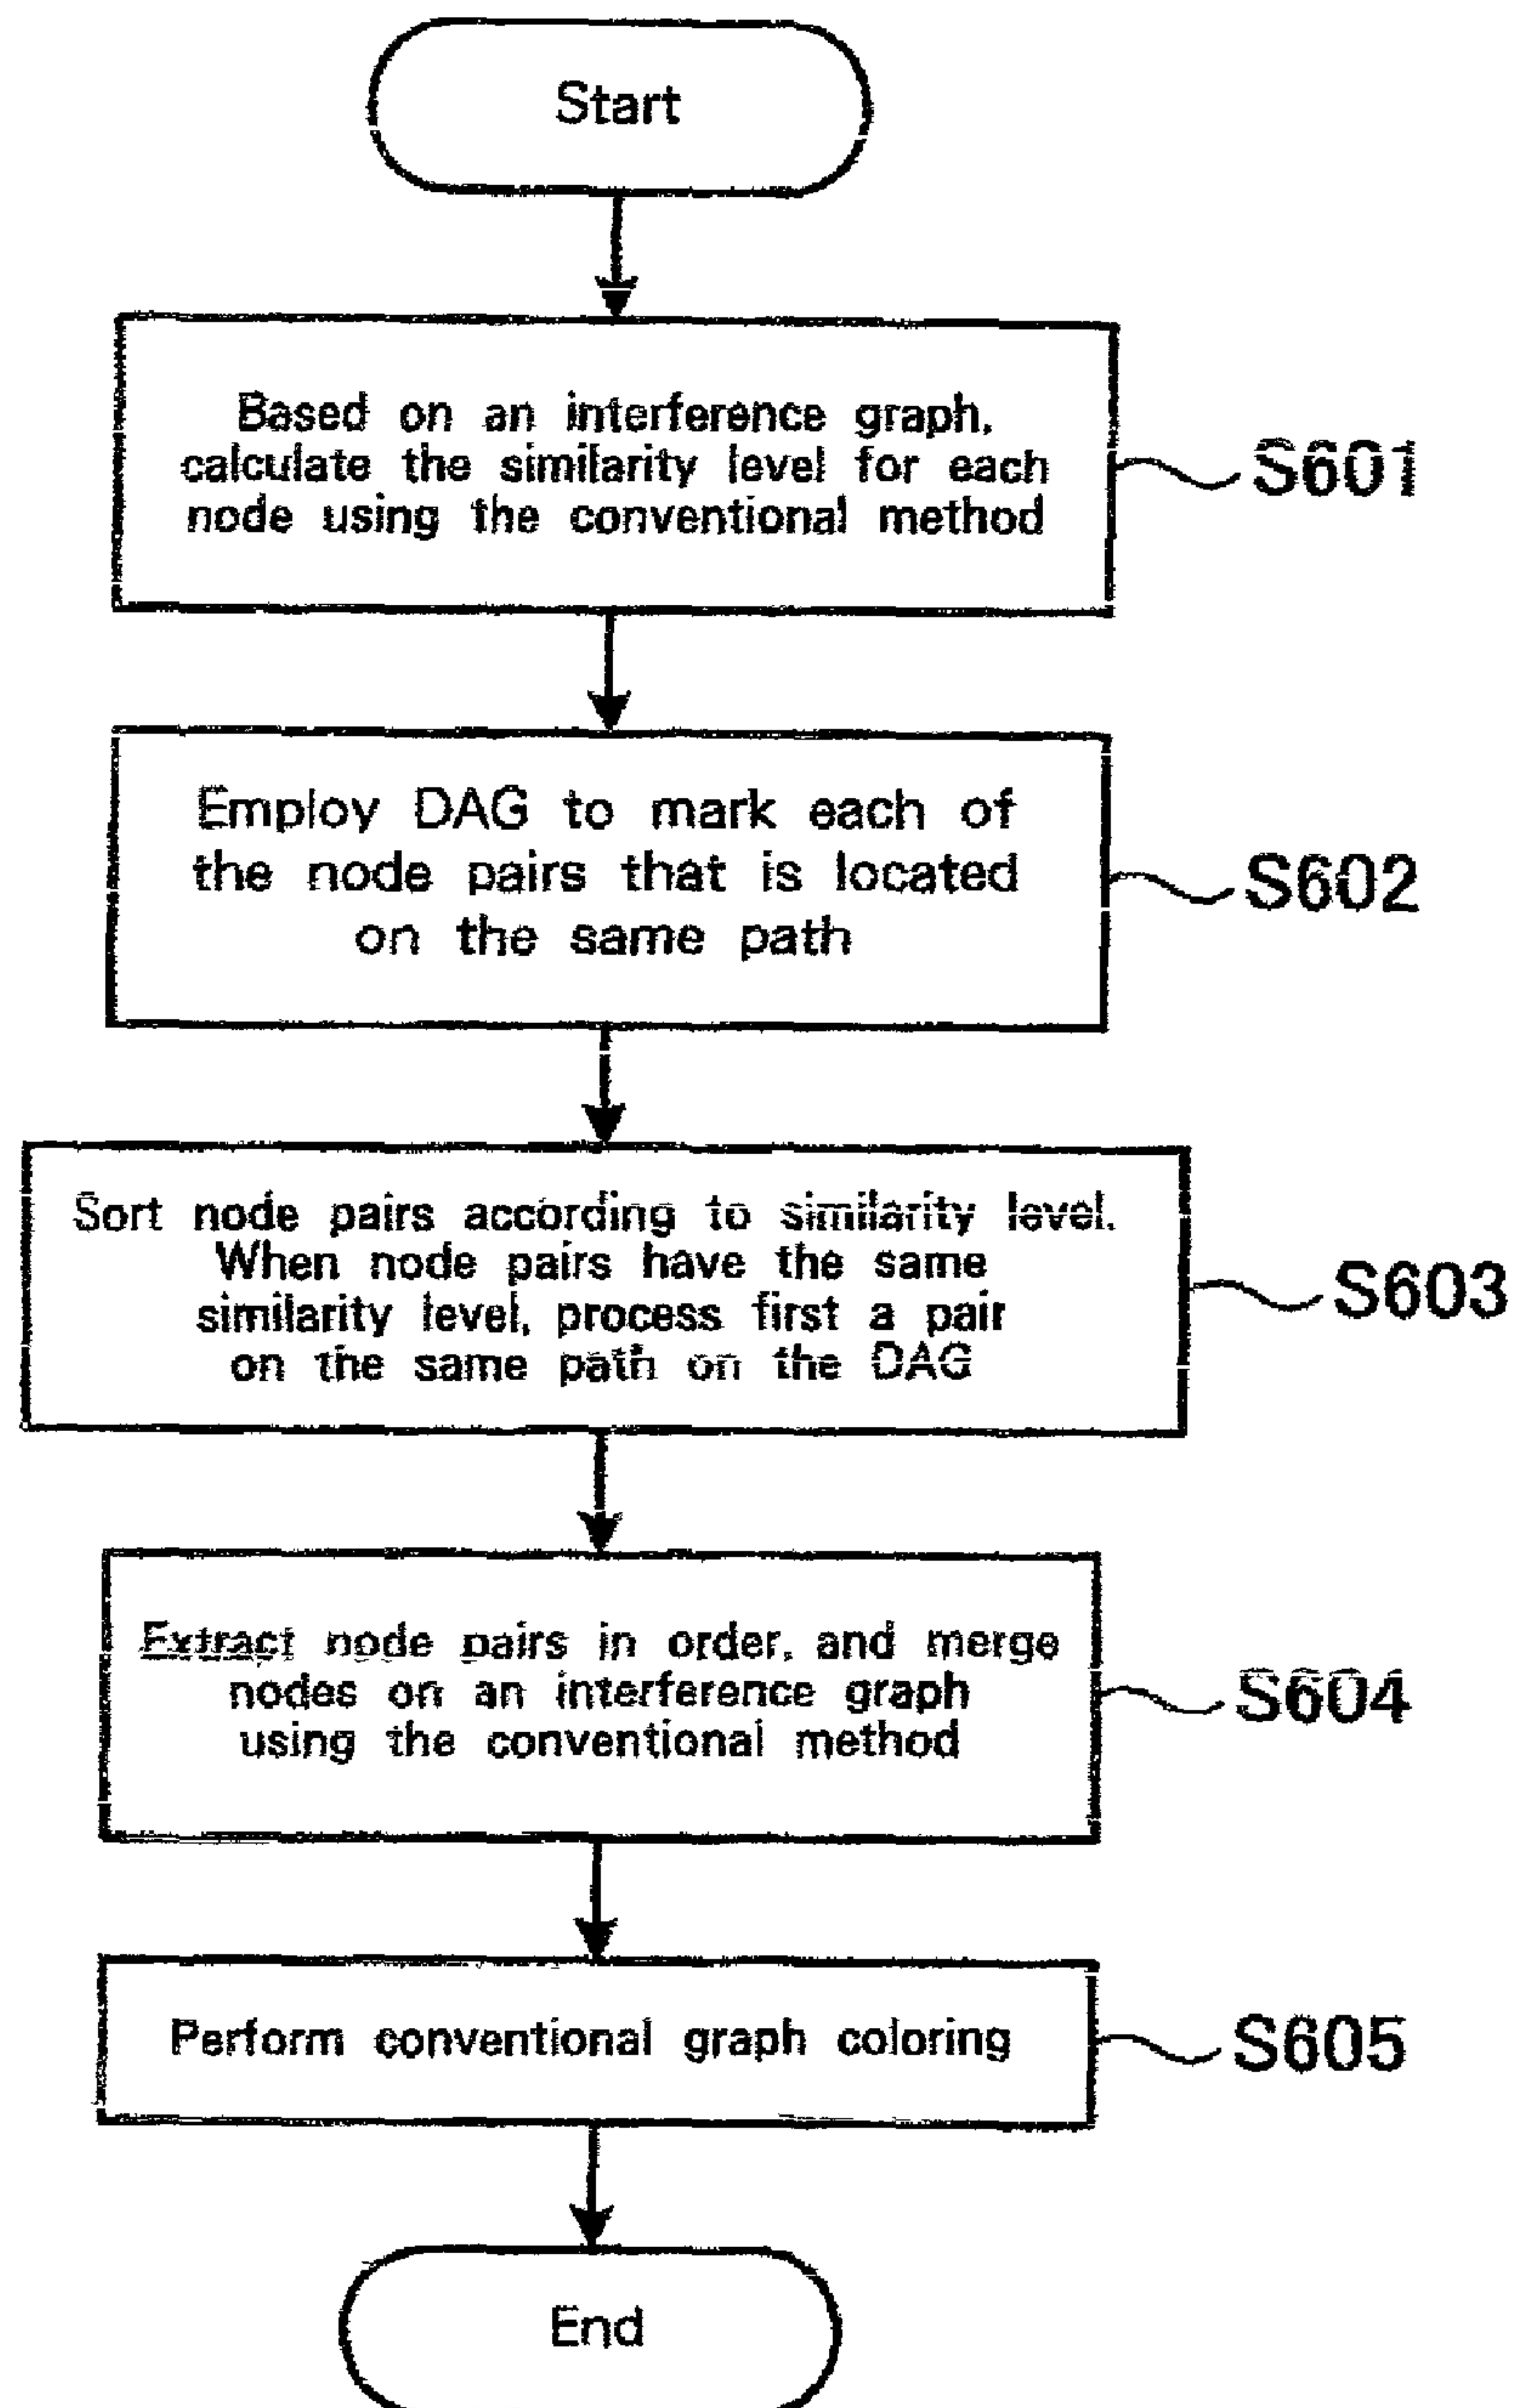 Start
Based on an interference graph,
calculate the similarity level for each
node using the conventional method
S601
Employ DAG to mark each of
the node pairs that is located
on the same path
S602
Sort node pairs according to similarity level.
When node pairs have the same
similarity level, process first a pair
on the same path on the DAG
S603
Extract node pairs in order, and merge
nodes on an interference graph
using the conventional method
S604
Perform conventional graph coloring
S605
End